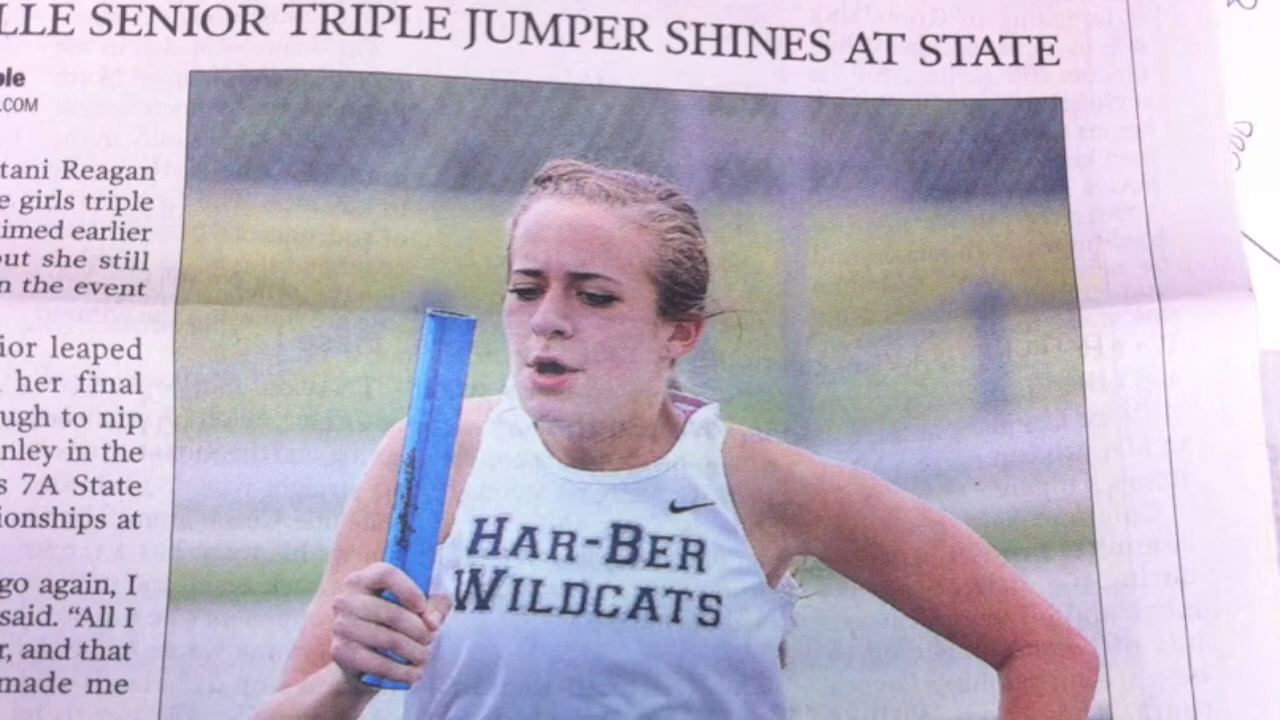 LLE SENIOR TRIPLE JUMPER SHINES AT STATE
ple
.COM
tani Reagan
e girls triple
imed earlier
out she still
n the event
ior leaped
her final
ugh to nip
nley in the
s 7A State
ionships at
go again, I
said. “All I
r, and that
made me
HAR-BER
WILDCATS